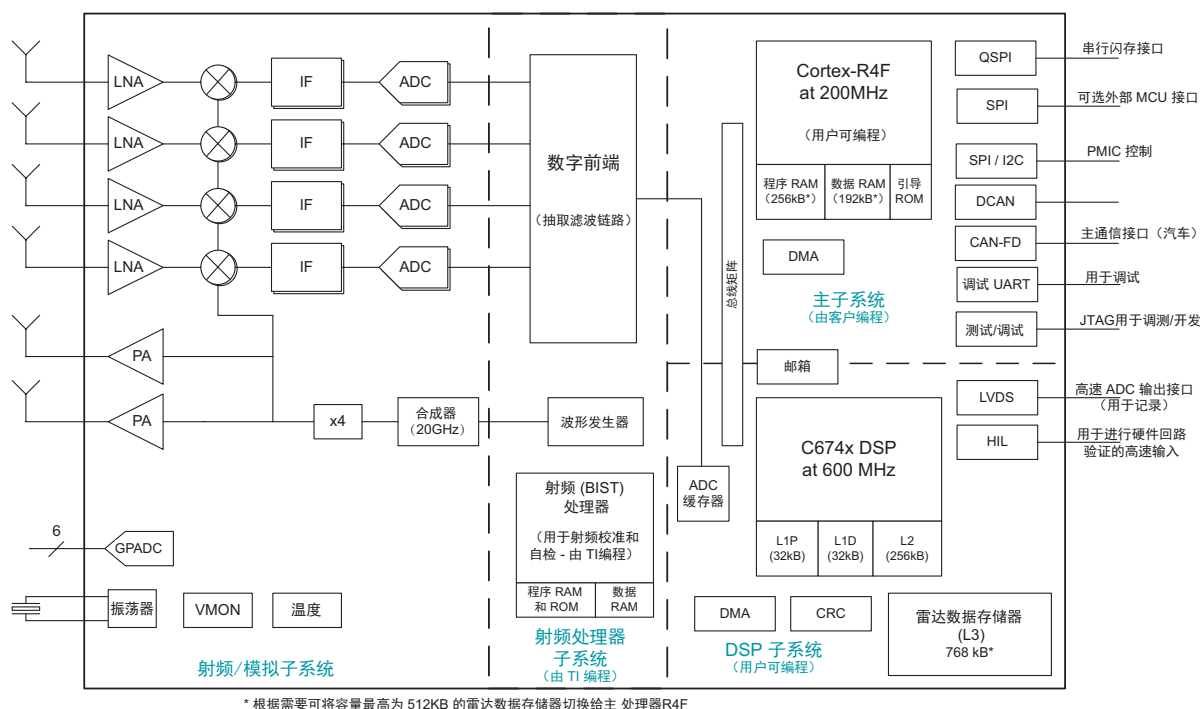 LNA
IF
ADC
LNA
IF
ADC
LNA
IF
ADC
LNA
IF
ADC
PA
PA
x4
合成器
（20GHz）
波形发生器
数字前端
（抽取滤波链路）
6
GPADC
振荡器
VMON
温度
射频/模拟子系统
射频 (BIST)
处理器
（用于射频校准和
自检 - 由 TI编程）
程序 RAM
和 ROM
数据
RAM
射频处理器
子系统
（由 TI 编程）
总线矩阵
ADC
缓存器
Cortex-R4F
at 200MHz
（用户可编程）
程序 RAM
（256kB*）
数据 RAM
（192kB*）
引导
ROM
DMA
主子系统
（由客户编程）
邮箱
C674x DSP
at 600 MHz
L1P
(32kB)
L1D
(32kB)
L2
(256kB)
DMA
CRC
DSP 子系统
（用户可编程）
雷达数据存储器
(L3)
768 kB*
QSPI
串行闪存接口
SPI
可选外部 MCU 接口
SPI / I2C
PMIC 控制
DCAN
CAN-FD
主通信接口（汽车）
调试 UART
用于调试
测试/调试
JTAG用于调测/开发
LVDS
高速 ADC 输出接口
（用于记录）
HIL
用于进行硬件回路
验证的高速输入
* 根据需要可将容量最高为 512KB 的雷达数据存储器切换给主 处理器R4F